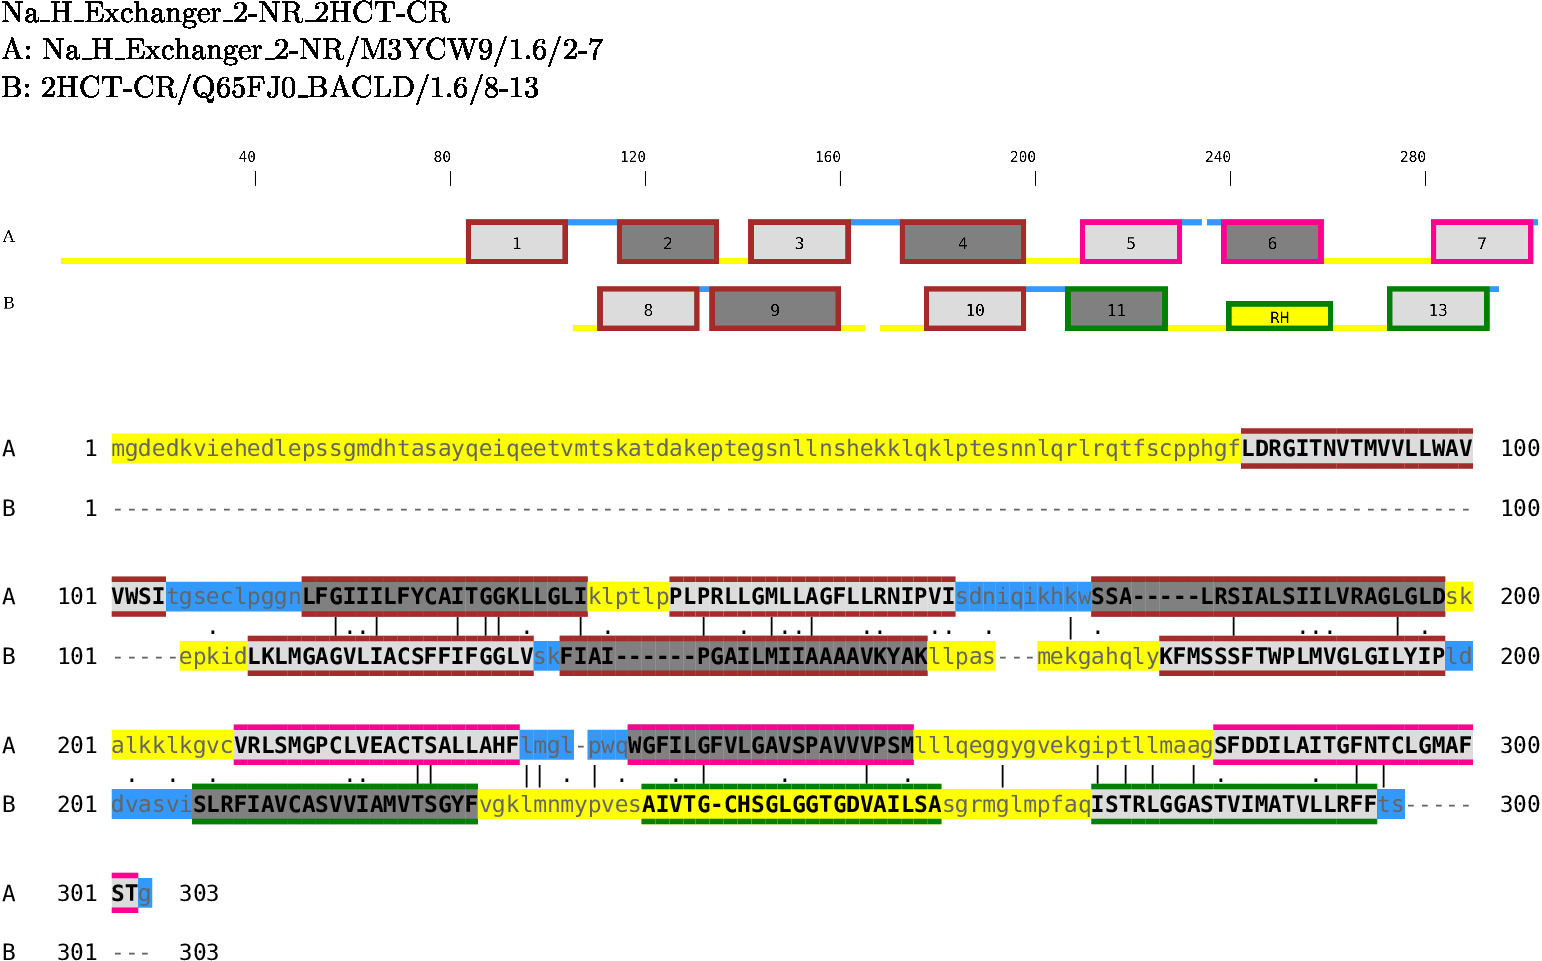 Na_H_Exchanger_2-NR_2HCT-CR
A: Na_H_Exchanger_2-NR/M3YCW9/1.6/2-7
B: 2HCT-CR/Q65FJ0_BACLD/1.6/8-13
40 80 120 160 200 240 280
A 1 2 3 4 5 6 7
B 8 9 10 11 RH 13
A 1 mgdedkviehedlepssgmdhtasayqeiqeetvmtskatdakepteegsnllnshekklqklptesnnlqrlrqtfscpphgfLDRGITNVTMVVLLWAV 100
B 1 ---------------------------------------------------------------------------------------------------- 100
A 101 VWSItgseclpggnLFGIIILFYCAITGGKLLGLIklptlpPLPRLLGMLLAGFLLRNIPVIsdniqikhkwSSA-----LRSIALSIILVRAGLGLDsk 200
B 101 -----epkidLKLMGAGVLIACSFFIFGGLVskFIAI------PGAILMIIAAAAVKYAKllpas---mekgahqlyKFMSSSFTWPLMVGLGILYIPld 200
A 201 alkklkgvcVRLSMGPCLVEACTSALLAHFlmgl-pwqWGFILGFVLGAVSPAVVVPSMlllqeggygvekgiptllmaagSFDDILAITGFNTCLGMAF 300
B 201 dvasviSLRFIAVCASVVIAMVTSGYFvgklmnmypvesAIVTG-CHSGLGGTGDVAILSAsgrmglmpfaqISTRLGGASTVIMATVLLRFFts----- 300
A 301 STg 303
B 301 --- 303